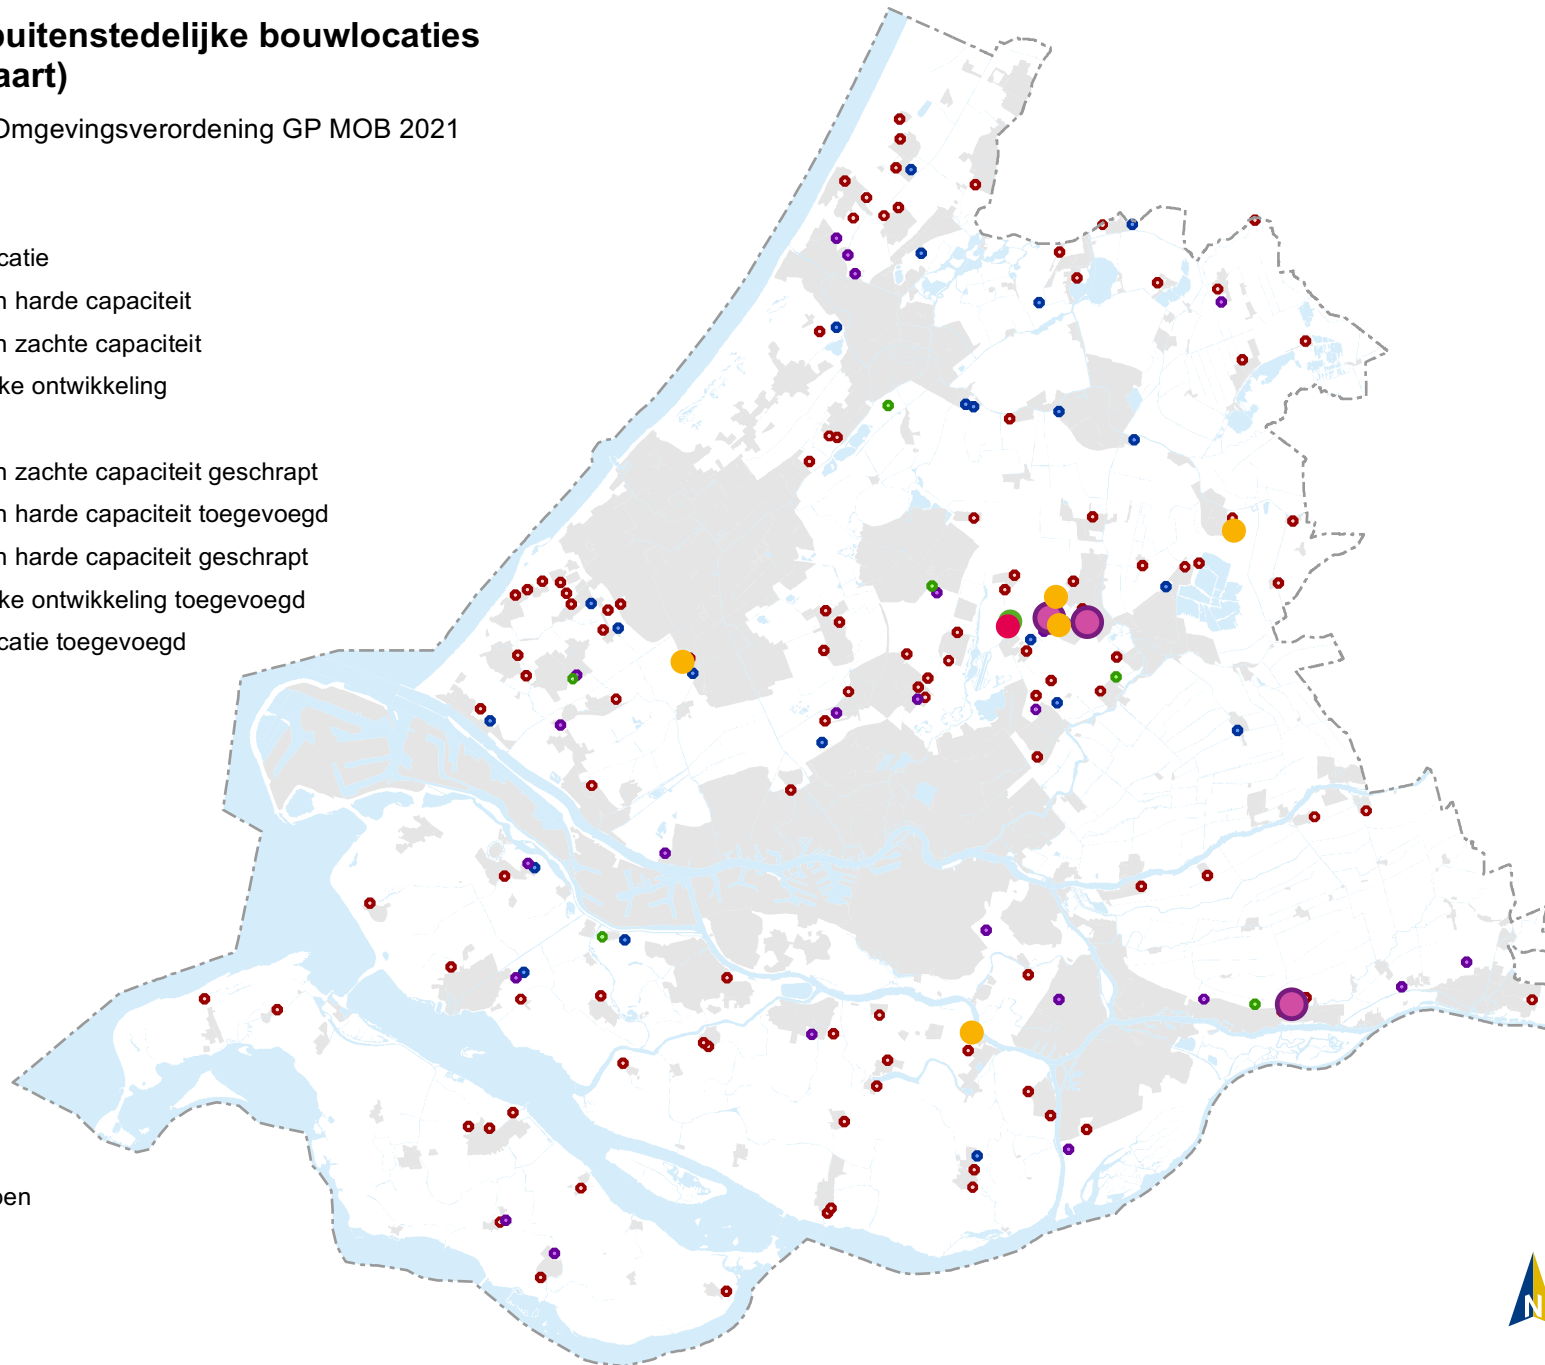 buitenstedelijke bouwlocaties
aart)
Omgevingsverordening GP MOB 2021
catie
n harde capaciteit
n zachte capaciteit
ke ontwikkeling
n zachte capaciteit geschrapt
n harde capaciteit toegevoegd
n harde capaciteit geschrapt
ke ontwikkeling toegevoegd
catie toegevoegd
pen
N